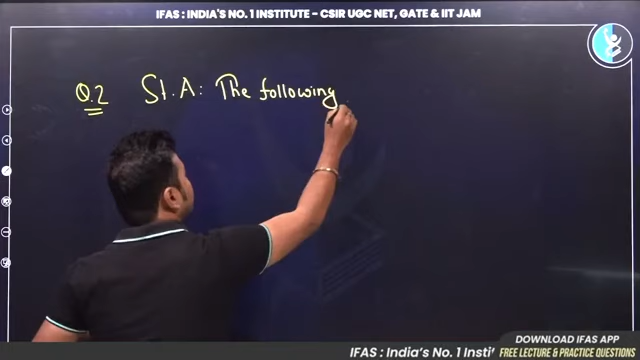 IFAS : INDIA'S NO. 1 INSTITUTE - CSIR UGC NET, GATE & IIT JAM
Q.2 St.A: The following
DOWNLOAD IFAS APP
IFAS : India's No. 1 Insti' FREE LECTURE & PRACTICE QUESTIONS